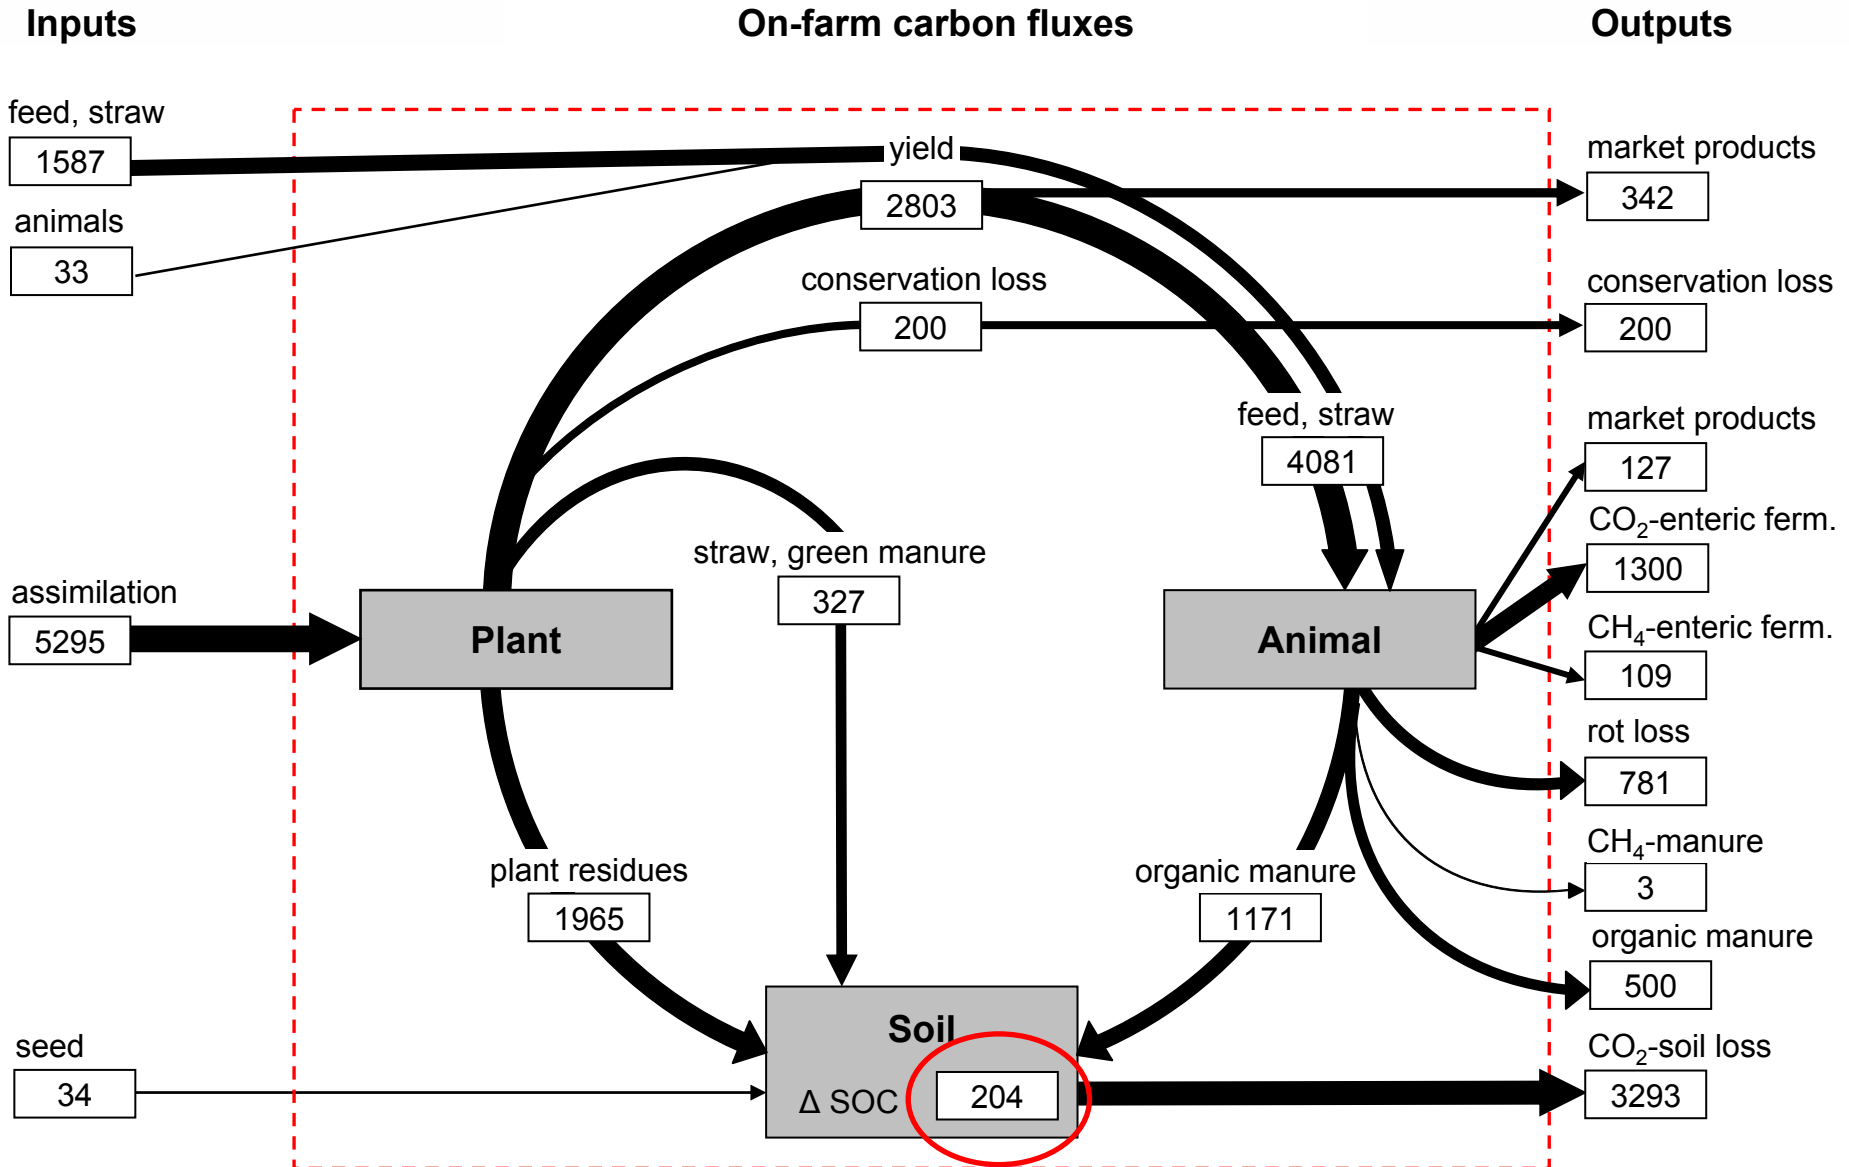 Inputs
On-farm carbon fluxes
Outputs
feed, straw
1587
animals
33
yield
2803
market products
342
conservation loss
200
conservation loss
200
feed, straw
4081
market products
127
CO₂-enteric ferm.
1300
CH₄-enteric ferm.
109
straw, green manure
327
assimilation
5295
Plant
Animal
rot loss
781
CH₄-manure
3
plant residues
1965
organic manure
1171
organic manure
500
Soil
Δ SOC
204
seed
34
CO₂-soil loss
3293